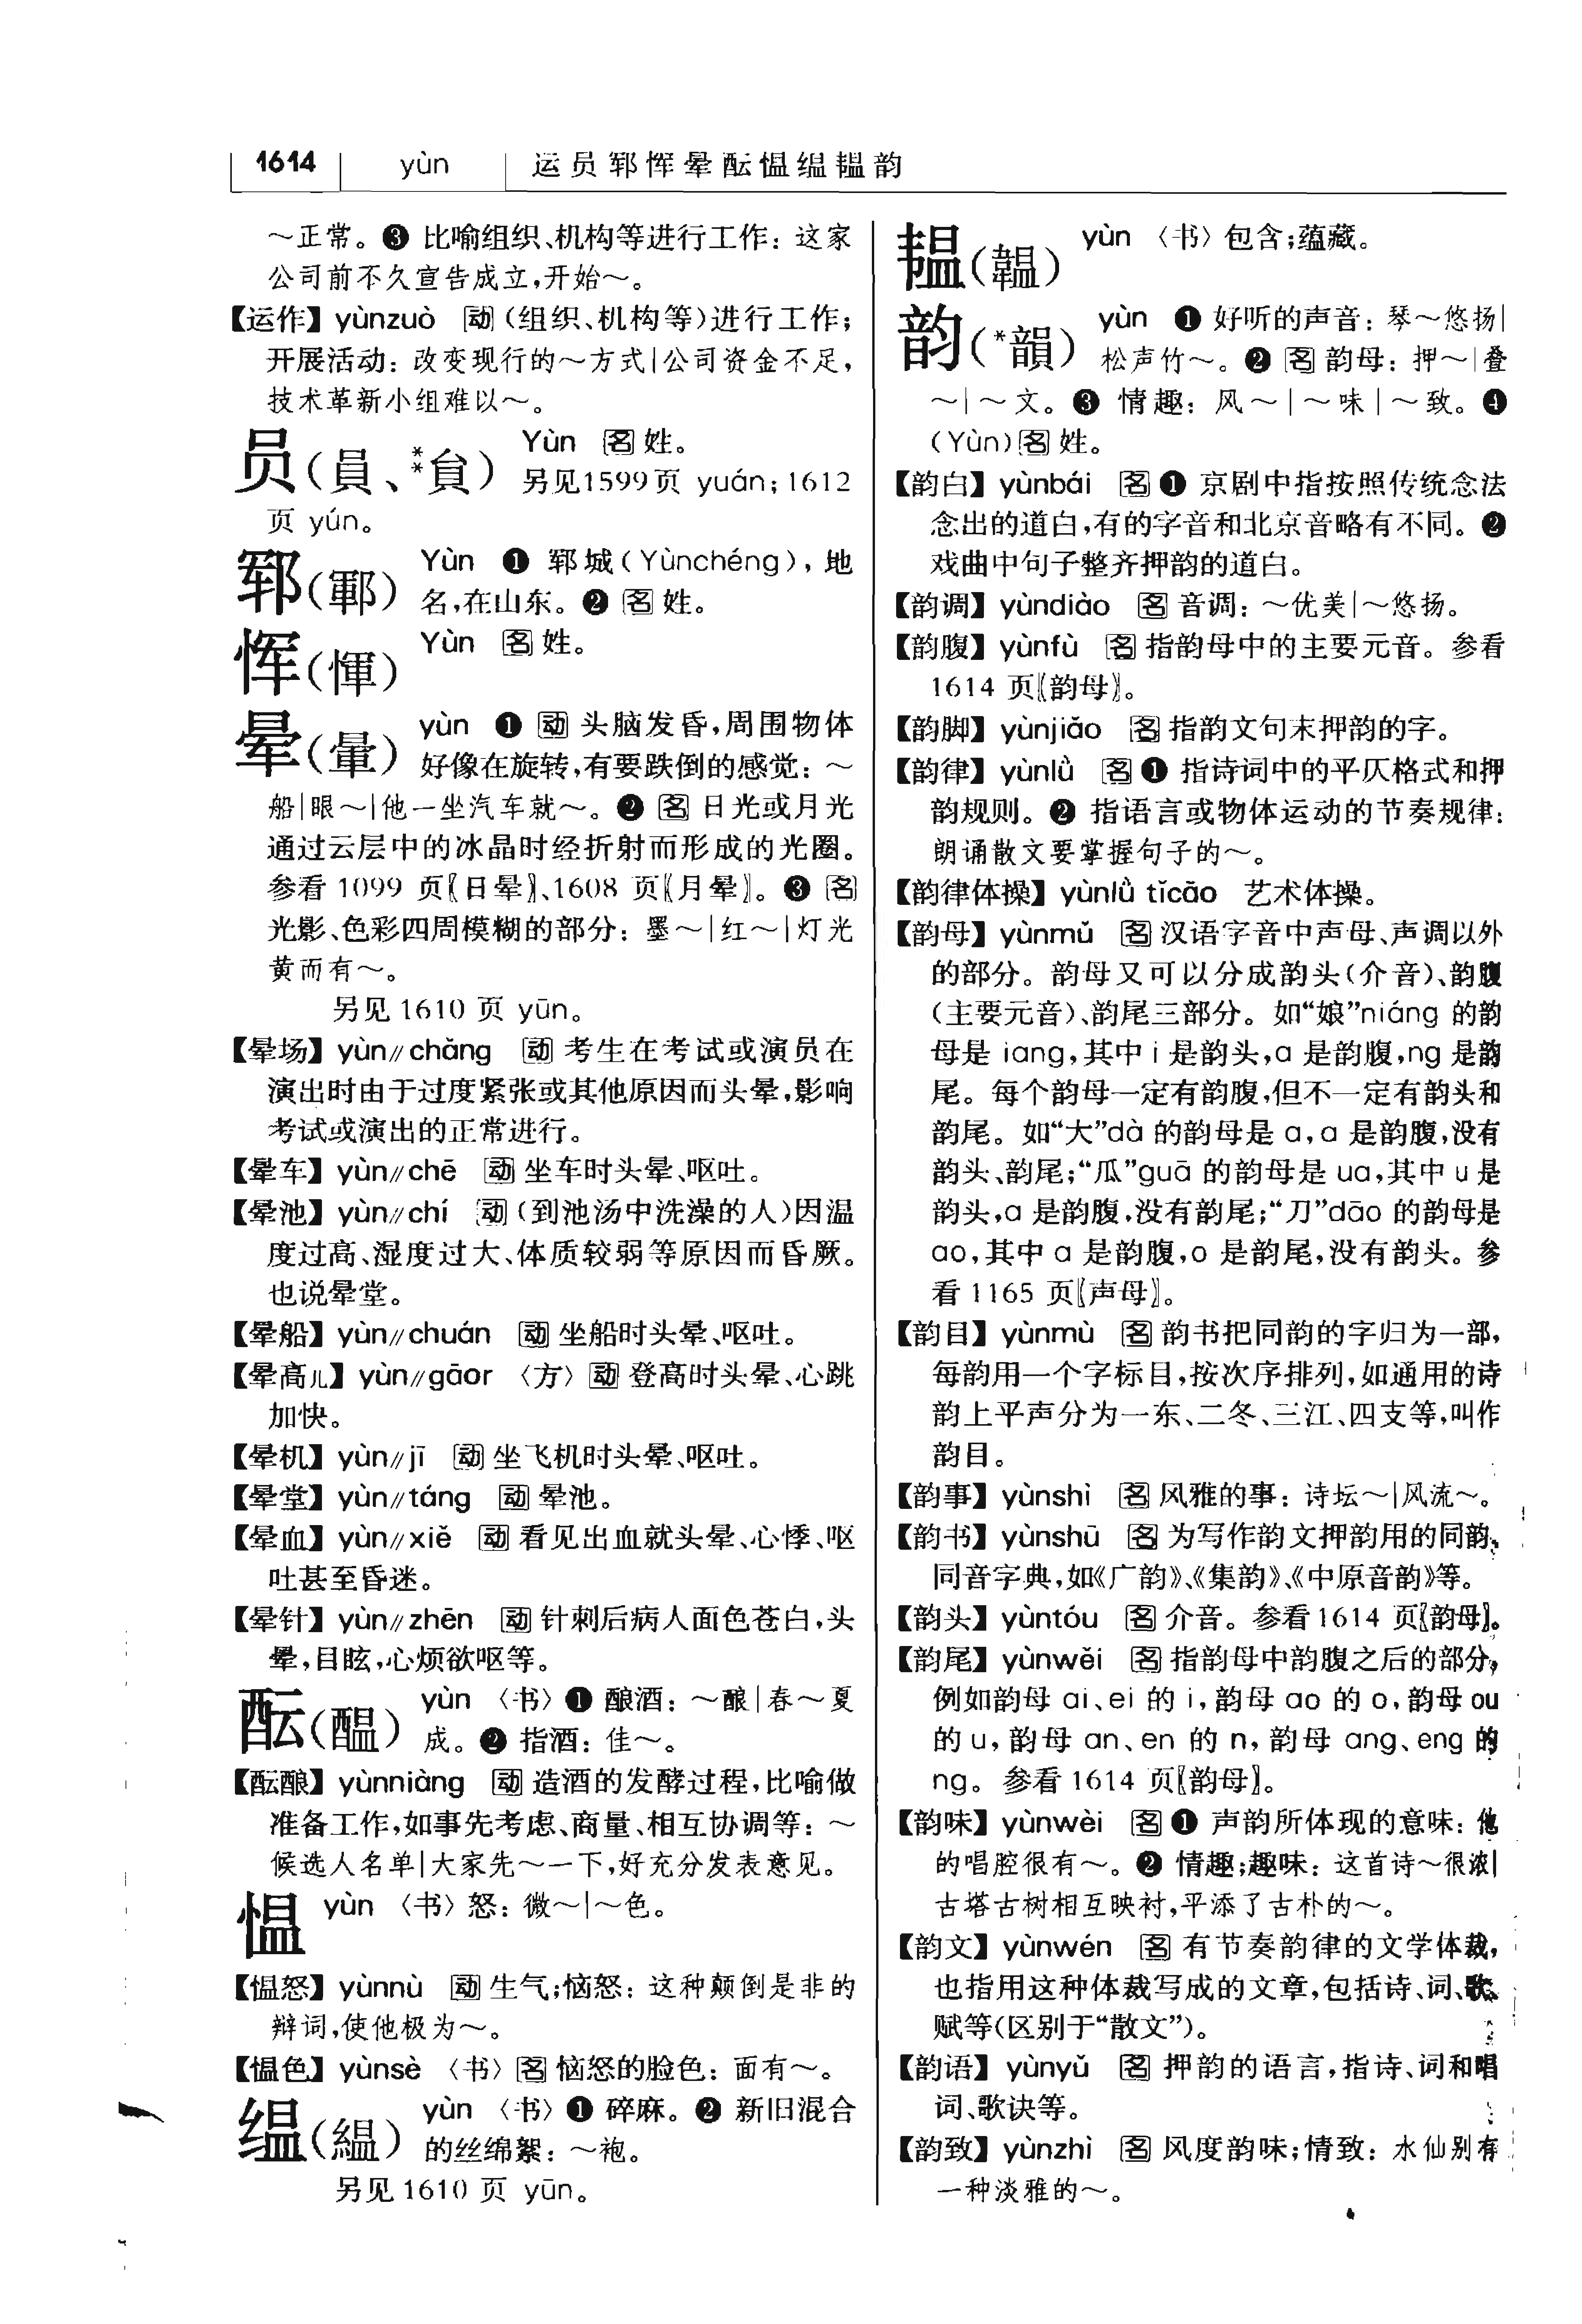 1614 yùn 运员郓恽晕酝愠缊韫韵
～正常。❸ 比喻组织、机构等进行工作：这家
公司前不久宣告成立，开始～。
【运作】yùnzuò 动（组织、机构等）进行工作；
开展活动：改变现行的～方式|公司资金不足，
技术革新小组难以～。
员（員、**貟） Yùn 名 姓。
另见1599页 yuán；1612
页 yún。
郓（鄆） Yùn ❶ 郓城（Yùnchéng），地
名，在山东。❷ 名 姓。
恽（惲） Yùn 名 姓。
晕（暈） yùn ❶ 动 头脑发昏，周围物体
好像在旋转，有要跌倒的感觉：～
船|眼～|他一坐汽车就～。❷ 名 日光或月光
通过云层中的冰晶时经折射而形成的光圈。
参看 1099 页〖日晕〗、1608 页〖月晕〗。❸ 名
光影、色彩四周模糊的部分：墨～|红～|灯光
黄而有～。
另见 1610 页 yūn。
【晕场】yùn//chǎng 动 考生在考试或演员在
演出时由于过度紧张或其他原因而头晕，影响
考试或演出的正常进行。
【晕车】yùn//chē 动 坐车时头晕、呕吐。
【晕池】yùn//chí 动（到池汤中洗澡的人）因温
度过高、湿度过大、体质较弱等原因而昏厥。
也说晕堂。
【晕船】yùn//chuán 动 坐船时头晕、呕吐。
【晕高儿】yùn//gāor 〈方〉动 登高时头晕、心跳
加快。
【晕机】yùn//jī 动 坐飞机时头晕、呕吐。
【晕堂】yùn//táng 动 晕池。
【晕血】yùn//xiě 动 看见出血就头晕、心悸、呕
吐甚至昏迷。
【晕针】yùn//zhēn 动 针刺后病人面色苍白，头
晕，目眩，心烦欲呕等。
酝（醖） yùn 〈书〉❶ 酿酒：～酿|春～夏
成。❷ 指酒：佳～。
【酝酿】yùnniàng 动 造酒的发酵过程，比喻做
准备工作，如事先考虑、商量、相互协调等：～
候选人名单|大家先～一下，好充分发表意见。
愠 yùn 〈书〉怒：微～|～色。
【愠怒】yùnnù 动 生气；恼怒：这种颠倒是非的
辩词，使他极为～。
【愠色】yùnsè 〈书〉名 恼怒的脸色：面有～。
缊（緼） yùn 〈书〉❶ 碎麻。❷ 新旧混合
的丝绵絮：～袍。
另见 1610 页 yūn。
韫（韞） yùn 〈书〉包含；蕴藏。
韵（*韻） yùn ❶ 好听的声音：琴～悠扬|
松声竹～。❷ 名 韵母：押～|叠
～|～文。❸ 情趣：风～|～味|～致。❹
（Yùn）名 姓。
【韵白】yùnbái 名 ❶ 京剧中指按照传统念法
念出的道白，有的字音和北京音略有不同。❷
戏曲中句子整齐押韵的道白。
【韵调】yùndiào 名 音调：～优美|～悠扬。
【韵腹】yùnfù 名 指韵母中的主要元音。参看
1614 页〖韵母〗。
【韵脚】yùnjiǎo 名 指韵文句末押韵的字。
【韵律】yùnlǜ 名 ❶ 指诗词中的平仄格式和押
韵规则。❷ 指语言或物体运动的节奏规律：
朗诵散文要掌握句子的～。
【韵律体操】yùnlǜ tǐcāo 艺术体操。
【韵母】yùnmǔ 名 汉语字音中声母、声调以外
的部分。韵母又可以分成韵头（介音）、韵腹
（主要元音）、韵尾三部分。如“娘”niáng 的韵
母是 iang，其中 i 是韵头，a 是韵腹，ng 是韵
尾。每个韵母一定有韵腹，但不一定有韵头和
韵尾。如“大”dà 的韵母是 a，a 是韵腹，没有
韵头、韵尾；“瓜”guā 的韵母是 ua，其中 u 是
韵头，a 是韵腹，没有韵尾；“刀”dāo 的韵母是
ao，其中 a 是韵腹，o 是韵尾，没有韵头。参
看 1165 页〖声母〗。
【韵目】yùnmù 名 韵书把同韵的字归为一部，
每韵用一个字标目，按次序排列，如通用的诗
韵上平声分为一东、二冬、三江、四支等，叫作
韵目。
【韵事】yùnshì 名 风雅的事：诗坛～|风流～。
【韵书】yùnshū 名 为写作韵文押韵用的同韵、
同音字典，如《广韵》、《集韵》、《中原音韵》等。
【韵头】yùntóu 名 介音。参看1614 页〖韵母〗。
【韵尾】yùnwěi 名 指韵母中韵腹之后的部分，
例如韵母 ai、ei 的 i，韵母 ao 的 o，韵母 ou
的 u，韵母 an、en 的 n，韵母 ang、eng 的
ng。参看 1614 页〖韵母〗。
【韵味】yùnwèi 名 ❶ 声韵所体现的意味：他
的唱腔很有～。❷ 情趣；趣味：这首诗～很浓|
古塔古树相互映衬，平添了古朴的～。
【韵文】yùnwén 名 有节奏韵律的文学体裁，
也指用这种体裁写成的文章，包括诗、词、歌、
赋等（区别于“散文”）。
【韵语】yùnyǔ 名 押韵的语言，指诗、词和唱
词、歌诀等。
【韵致】yùnzhì 名 风度韵味；情致：水仙别有
一种淡雅的～。